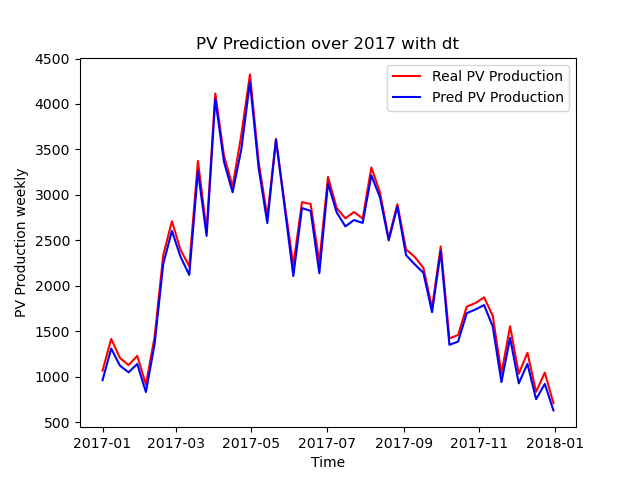 PV Prediction over 2017 with dt
Real PV Production
Pred PV Production
PV Production weekly
4500
4000
3500
3000
2500
2000
1500
1000
500
2017-01 2017-03 2017-05 2017-07 2017-09 2017-11 2018-01
Time